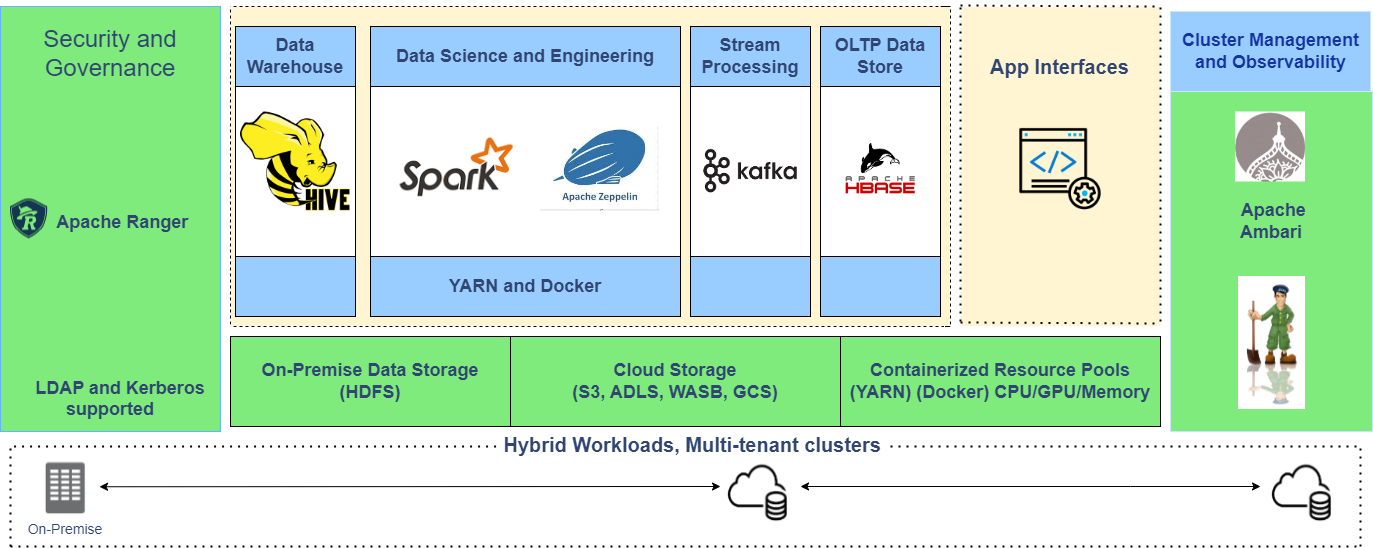 Security and
Governance
Apache Ranger
LDAP and Kerberos
supported
Data
Warehouse
HIVE
Data Science and Engineering
Spark
Apache Zeppelin
YARN and Docker
Stream
Processing
kafka
OLTP Data
Store
APACHE
HBASE
App Interfaces
</>
Cluster Management
and Observability
Apache
Ambari
On-Premise Data Storage
(HDFS)
Cloud Storage
(S3, ADLS, WASB, GCS)
Containerized Resource Pools
(YARN) (Docker) CPU/GPU/Memory
Hybrid Workloads, Multi-tenant clusters
On-Premise